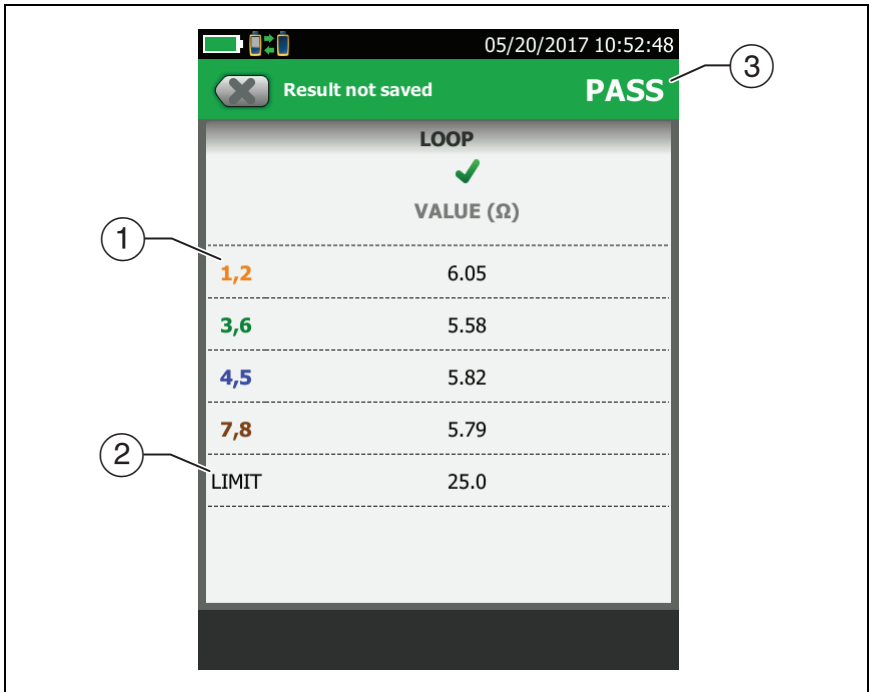 05/20/2017 10:52:48
Result not saved PASS
3
LOOP
VALUE (Ω)
1
1,2 6.05
3,6 5.58
4,5 5.82
7,8 5.79
2
LIMIT 25.0